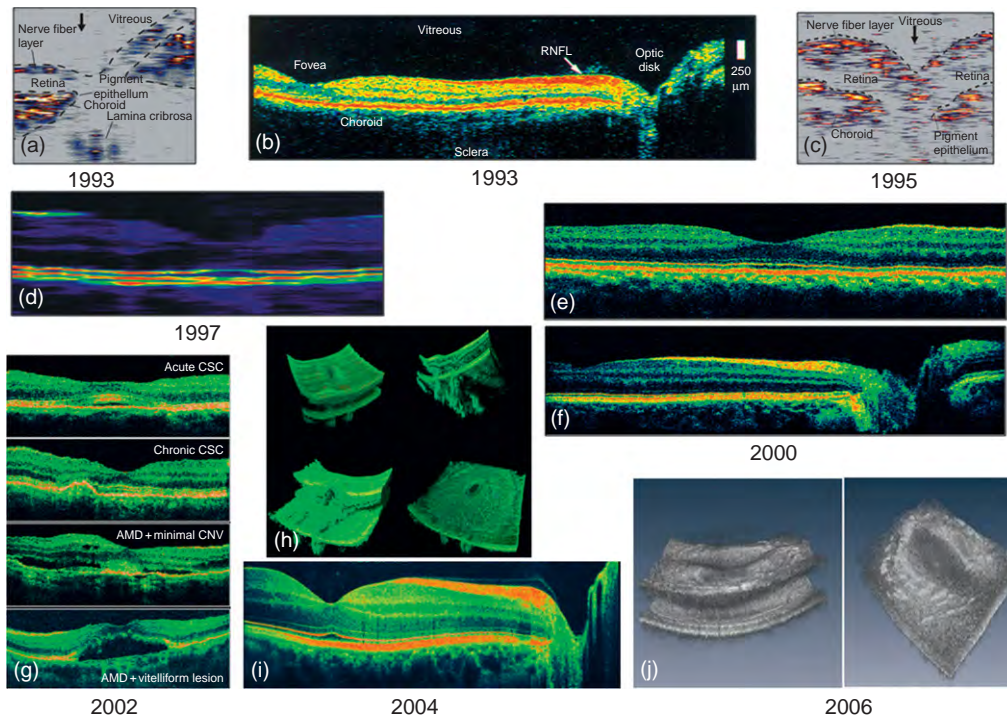 Nerve fiber
layer
Vitreous
Retina
Pigment
epithellum
Choroid
Lamina cribrosa
(a)
1993
Vitreous
Fovea
RNFL
Optic
disk
250
µm
Choroid
Sclera
(b)
1993
Nerve fiber layer
Vitreous
Retina
Retina
Choroid
Pigment
epithelium
(c)
1995
(d)
1997
(e)
(f)
2000
Acute CSC
Chronic CSC
AMD + minimal CNV
(g)
AMD + vitelliform lesion
2002
(h)
(i)
2004
(j)
2006